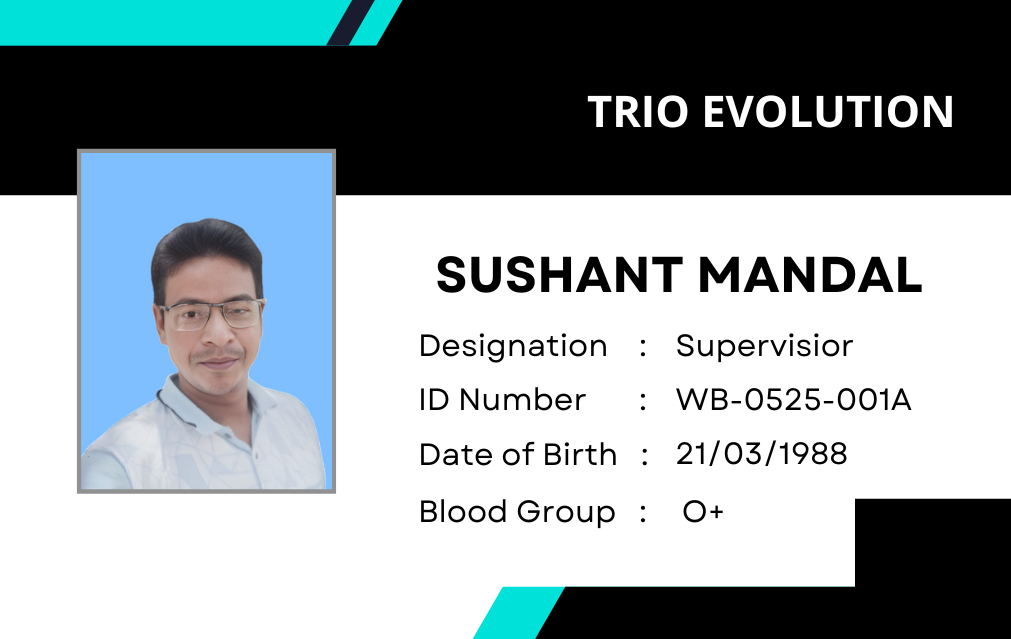 TRIO EVOLUTION
SUSHANT MANDAL
Designation : Supervisior
ID Number : WB-0525-001A
Date of Birth : 21/03/1988
Blood Group : O+